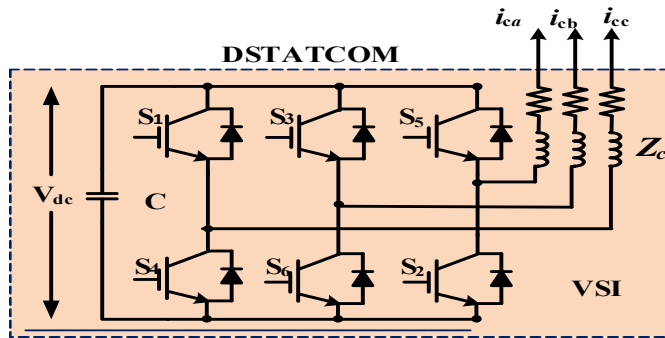 i_ca i_cb i_cc
DSTATCOM
S1 S3 S5
Z_c
V_dc C
S4 S6 S2
VSI